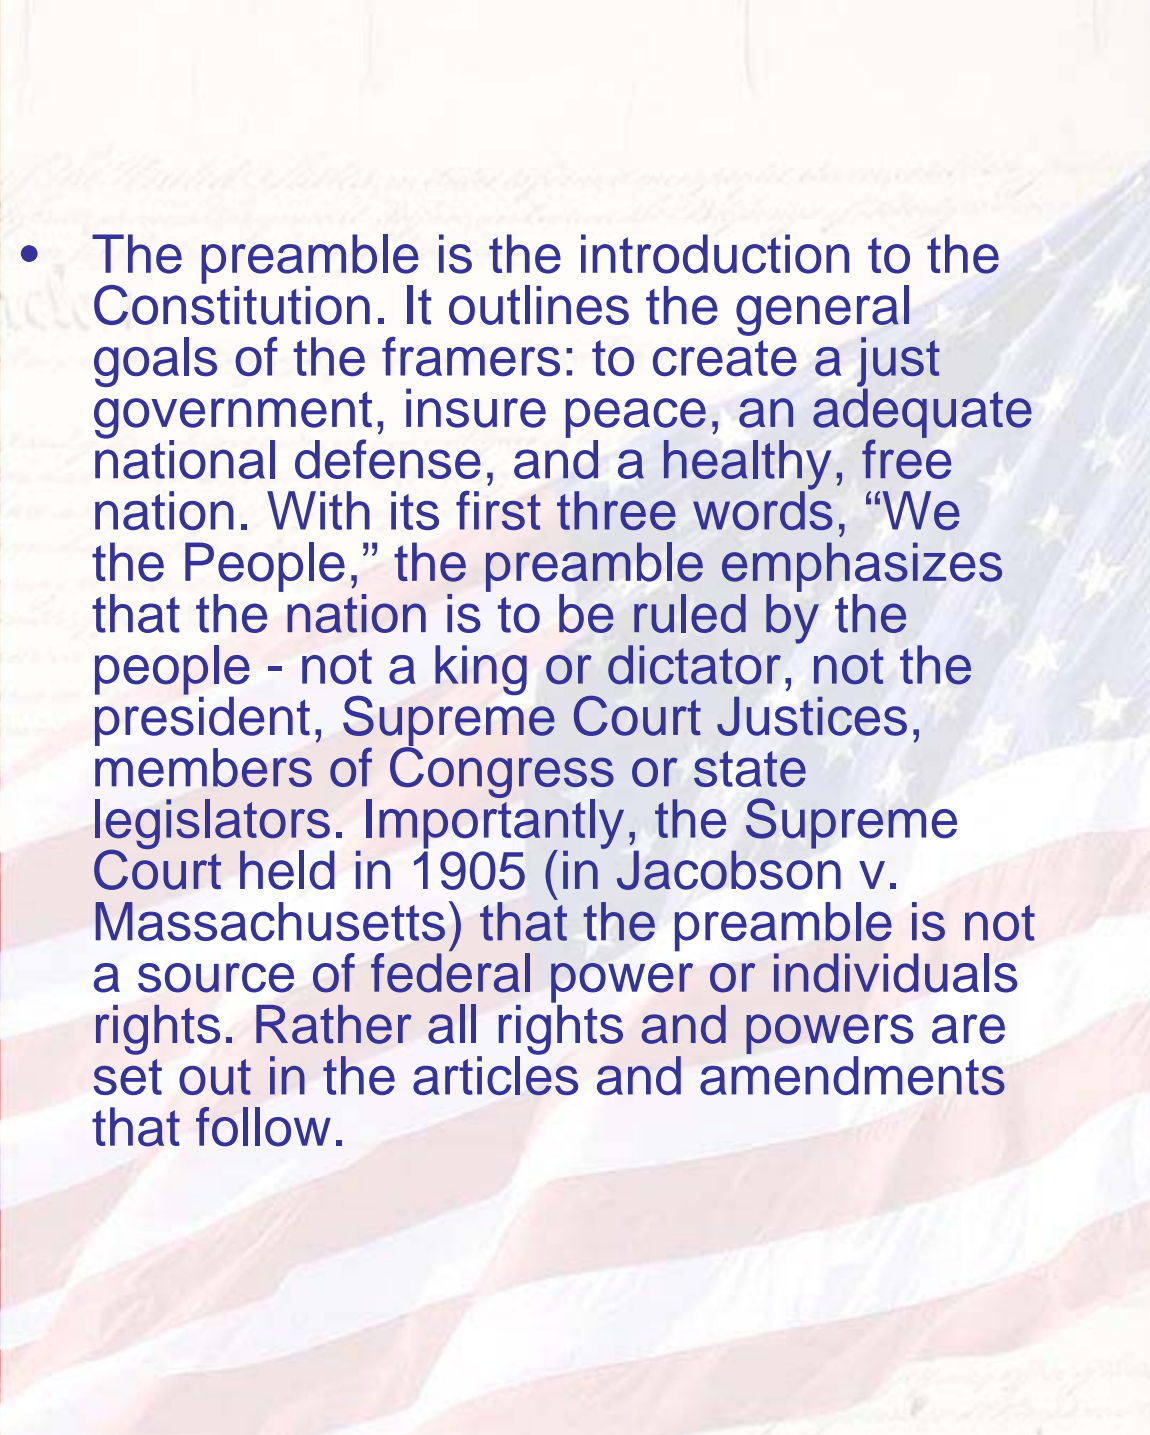 • The preamble is the introduction to the
Constitution. It outlines the general
goals of the framers: to create a just
government, insure peace, an adequate
national defense, and a healthy, free
nation. With its first three words, “We
the People,” the preamble emphasizes
that the nation is to be ruled by the
people - not a king or dictator, not the
president, Supreme Court Justices,
members of Congress or state
legislators. Importantly, the Supreme
Court held in 1905 (in Jacobson v.
Massachusetts) that the preamble is not
a source of federal power or individuals
rights. Rather all rights and powers are
set out in the articles and amendments
that follow.